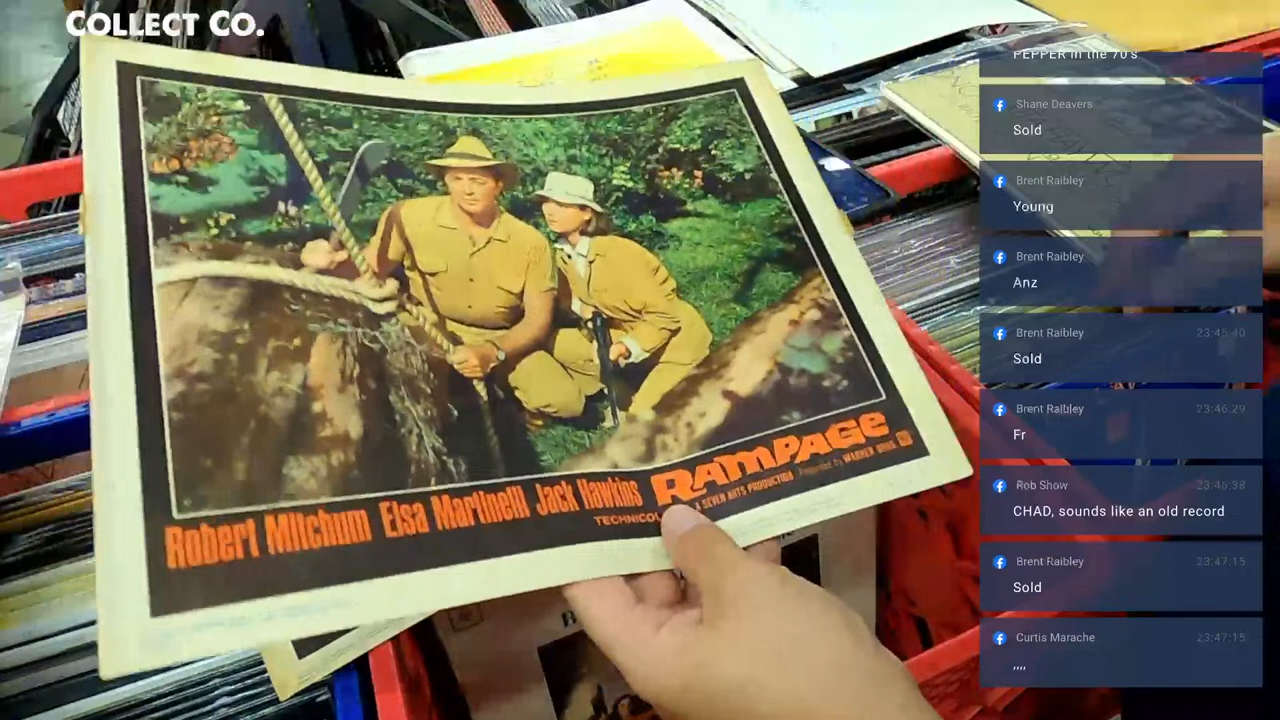 COLLECT CO.
PEPPER in the 70's
Shane Deavers
Sold
Brent Raibley
Young
Brent Raibley
Anz
Brent Raibley 23:45:40
Sold
Brent Raibley 23:46:29
Fr
Rob Show 23:46:38
CHAD, sounds like an old record
Brent Raibley 23:47:15
Sold
Curtis Marache 23:47:15
,,,,
Robert Mitchum Elsa Martinelli Jack Hawkins RAMPAGE
TECHNICOL A SEVEN ARTS PRODUCTION Presented by WARNER BROS